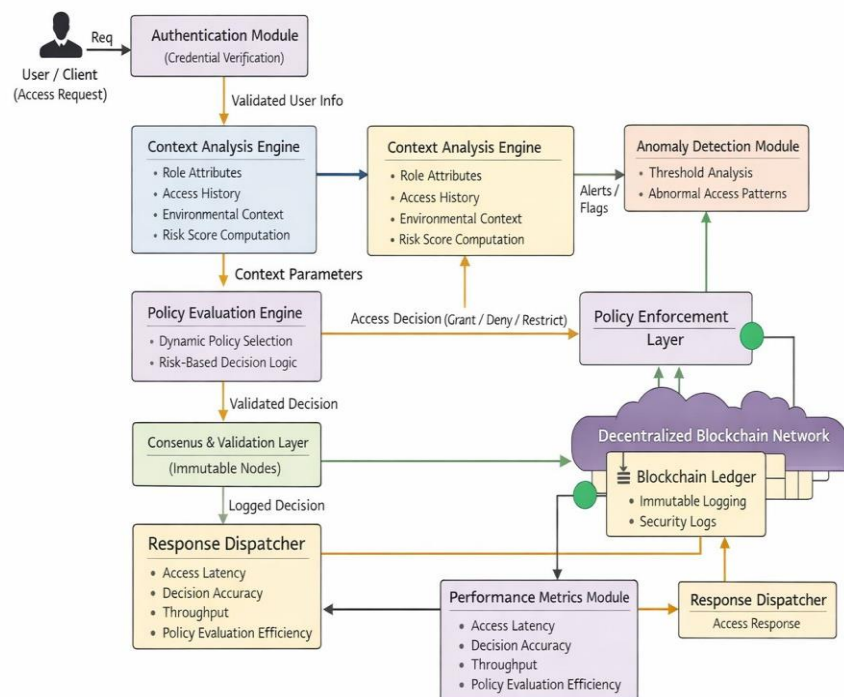 Req
User / Client
(Access Request)
Authentication Module
(Credential Verification)
Validated User Info
Context Analysis Engine
• Role Attributes
• Access History
• Environmental Context
• Risk Score Computation
Context Analysis Engine
• Role Attributes
• Access History
• Environmental Context
• Risk Score Computation
Alerts /
Flags
Anomaly Detection Module
• Threshold Analysis
• Abnormal Access Patterns
Context Parameters
Policy Evaluation Engine
• Dynamic Policy Selection
• Risk-Based Decision Logic
Access Decision (Grant / Deny / Restrict)
Policy Enforcement
Layer
Validated Decision
Consenus & Validation Layer
(Immutable Nodes)
Decentralized Blockchain Network
Blockchain Ledger
• Immutable Logging
• Security Logs
Logged Decision
Response Dispatcher
• Access Latency
• Decision Accuracy
• Throughput
• Policy Evaluation Efficiency
Performance Metrics Module
• Access Latency
• Decision Accuracy
• Throughput
• Policy Evaluation Efficiency
Response Dispatcher
Access Response